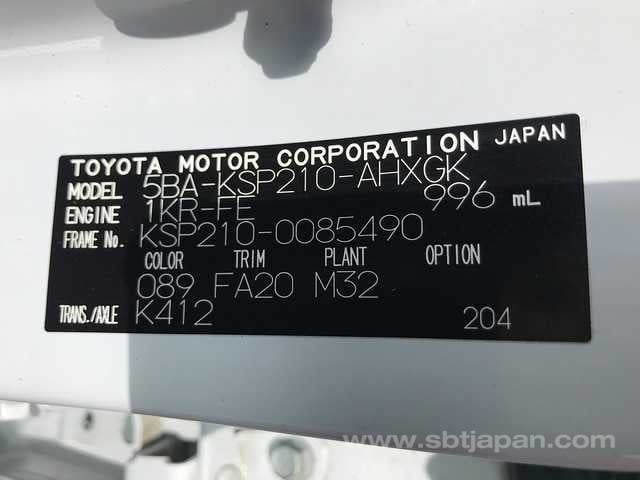 TOYOTA MOTOR CORPORATION JAPAN
MODEL 5BA-KSP210-AHXGK
ENGINE 1KR-FE 996 mL
FRAME No. KSP210-0085490
COLOR TRIM PLANT OPTION
089 FA20 M32
TRANS./AXLE K412 204
www.sbtjapan.com